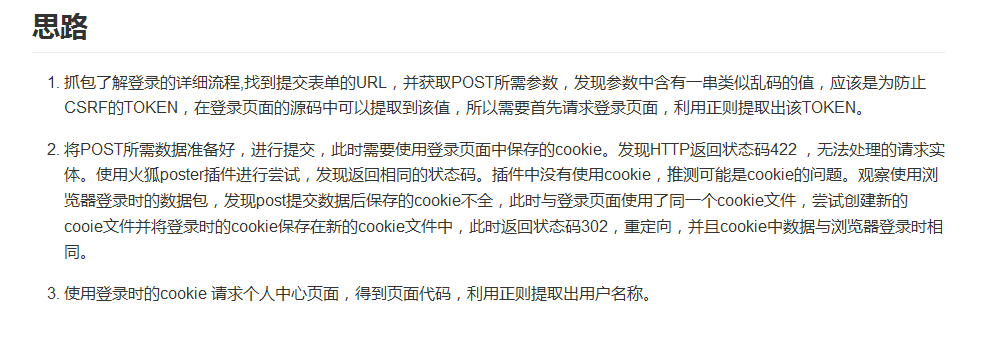 思路
1. 抓包了解登录的详细流程,找到提交表单的URL，并获取POST所需参数，发现参数中含有一串类似乱码的值，应该是为防止
CSRF的TOKEN，在登录页面的源码中可以提取到该值，所以需要首先请求登录页面，利用正则提取出该TOKEN。
2. 将POST所需数据准备好，进行提交，此时需要使用登录页面中保存的cookie。发现HTTP返回状态码422 ，无法处理的请求实
体。使用火狐poster插件进行尝试，发现返回相同的状态码。插件中没有使用cookie，推测可能是cookie的问题。观察使用浏
览器登录时的数据包，发现post提交数据后保存的cookie不全，此时与登录页面使用了同一个cookie文件，尝试创建新的
cooie文件并将登录时的cookie保存在新的cookie文件中，此时返回状态码302，重定向，并且cookie中数据与浏览器登录时相
同。
3. 使用登录时的cookie 请求个人中心页面，得到页面代码，利用正则提取出用户名称。